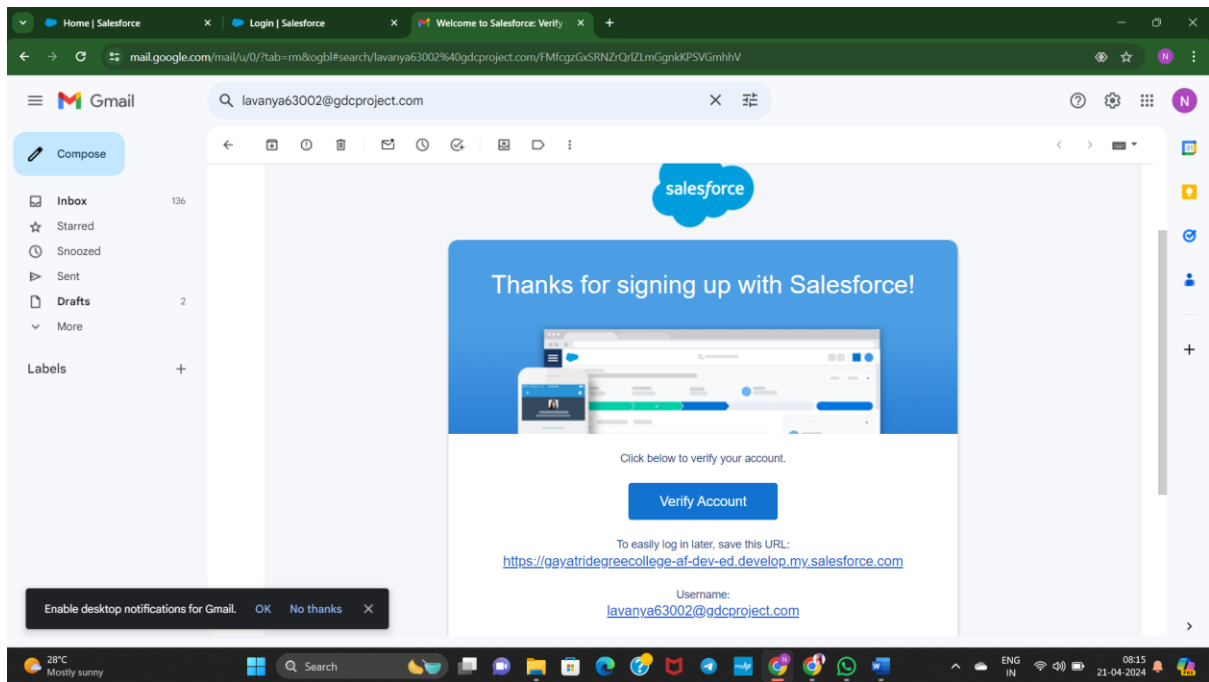 Home | Salesforce
Login | Salesforce
Welcome to Salesforce: Verify
mail.google.com/mail/u/0/?tab=rm&ogbl#search/lavanya63002%40gdcproject.com/FMfcgzGxSRNZrQrlZLmGgnkKPSVGmhhV
N
Gmail
lavanya63002@gdcproject.com
N
Compose
Inbox 136
Starred
Snoozed
Sent
Drafts 2
More
Labels
31
salesforce
Thanks for signing up with Salesforce!
Click below to verify your account.
Verify Account
To easily log in later, save this URL:
https://gayatridegreecollege-af-dev-ed.develop.my.salesforce.com
Username:
lavanya63002@gdcproject.com
Enable desktop notifications for Gmail. OK No thanks
28°C
Mostly sunny
Search
ENG
IN
08:15
21-04-2024